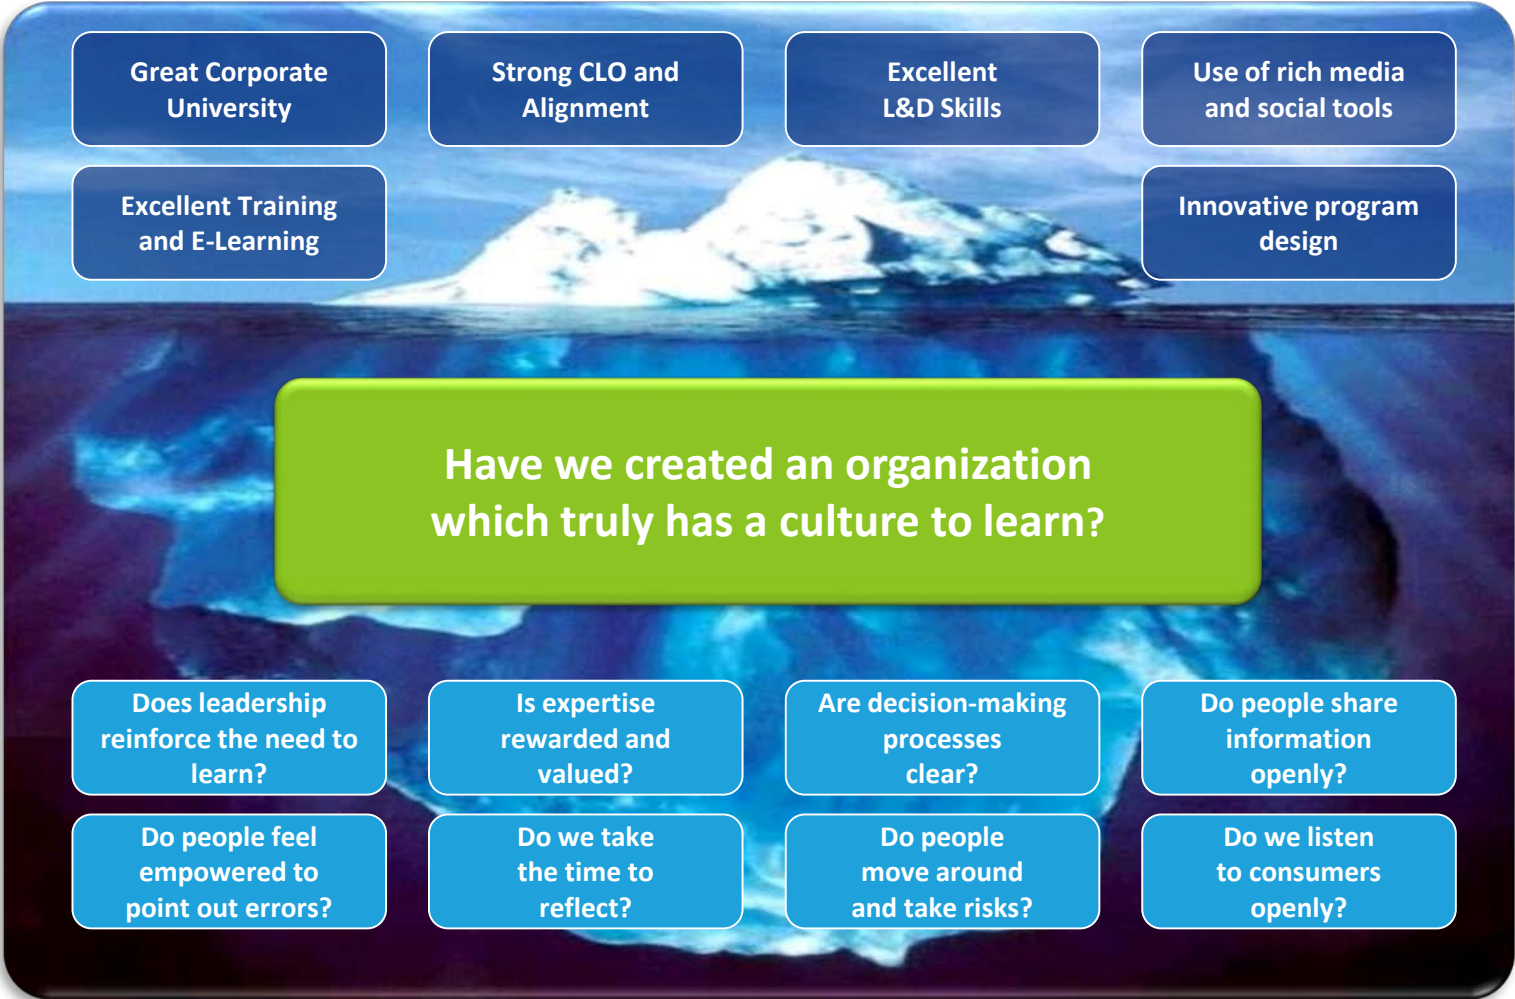 Great Corporate
University
Strong CLO and
Alignment
Excellent
L&D Skills
Use of rich media
and social tools
Excellent Training
and E-Learning
Innovative program
design
Have we created an organization
which truly has a culture to learn?
Does leadership
reinforce the need to
learn?
Is expertise
rewarded and
valued?
Are decision-making
processes
clear?
Do people share
information
openly?
Do people feel
empowered to
point out errors?
Do we take
the time to
reflect?
Do people
move around
and take risks?
Do we listen
to consumers
openly?